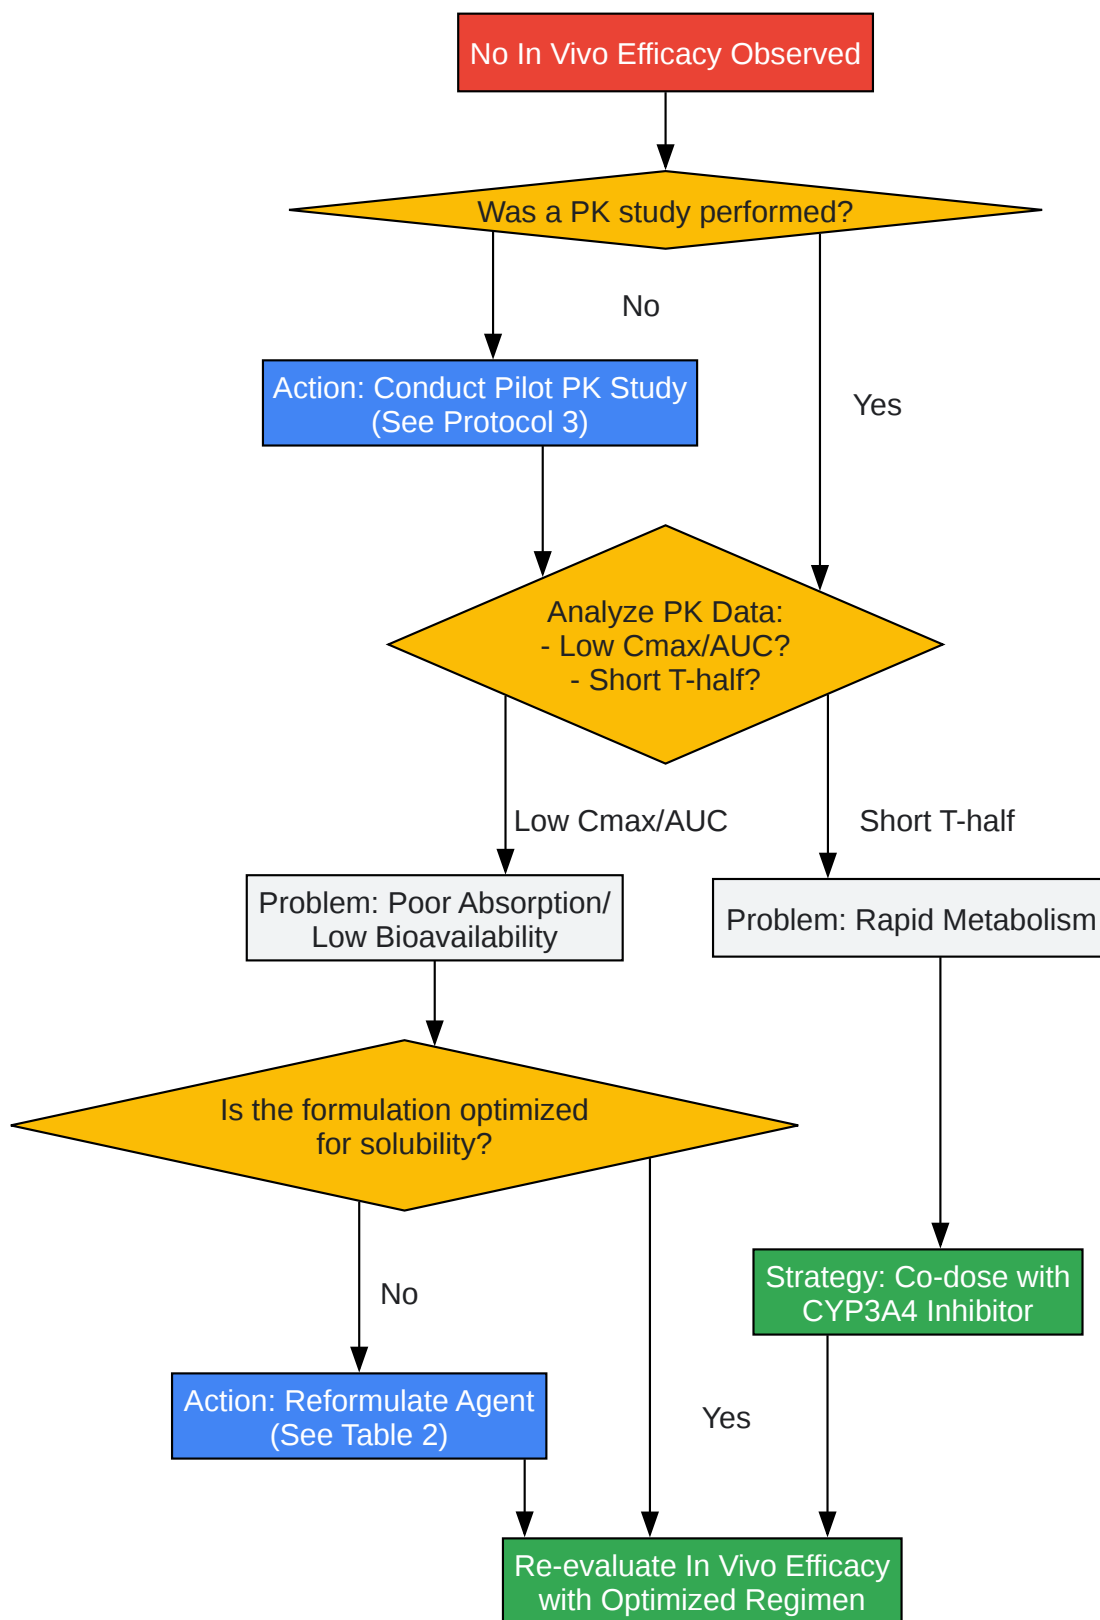 No In Vivo Efficacy Observed
Was a PK study performed?
No
Action: Conduct Pilot PK Study
(See Protocol 3)
Yes
Analyze PK Data:
- Low Cmax/AUC?
- Short T-half?
Low Cmax/AUC
Short T-half
Problem: Poor Absorption/
Low Bioavailability
Problem: Rapid Metabolism
Is the formulation optimized
for solubility?
No
Strategy: Co-dose with
CYP3A4 Inhibitor
Action: Reformulate Agent
(See Table 2)
Yes
Re-evaluate In Vivo Efficacy
with Optimized Regimen